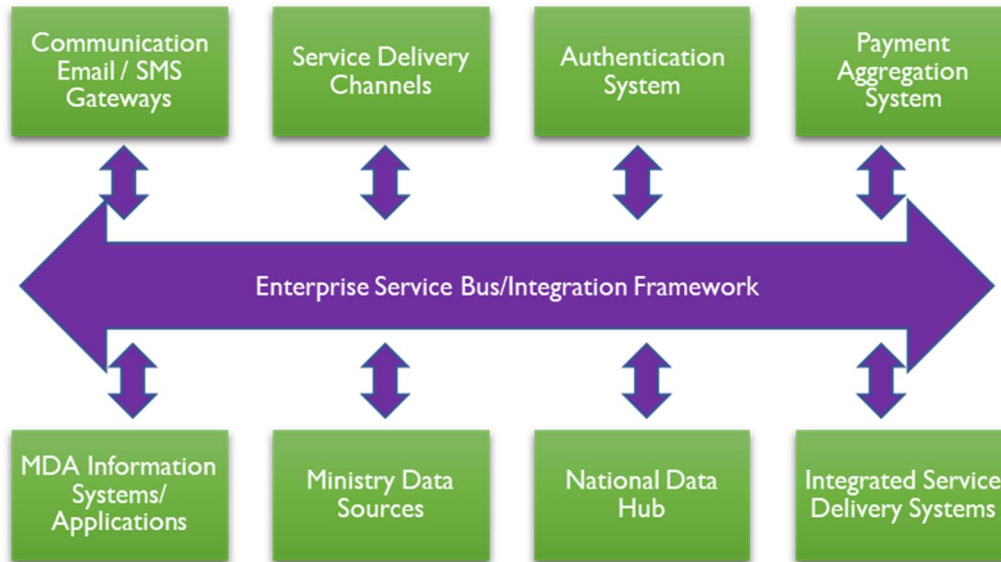 Communication
Email / SMS
Gateways
Service Delivery
Channels
Authentication
System
Payment
Aggregation
System
Enterprise Service Bus/Integration Framework
MDA Information
Systems/
Applications
Ministry Data
Sources
National Data
Hub
Integrated Service
Delivery Systems